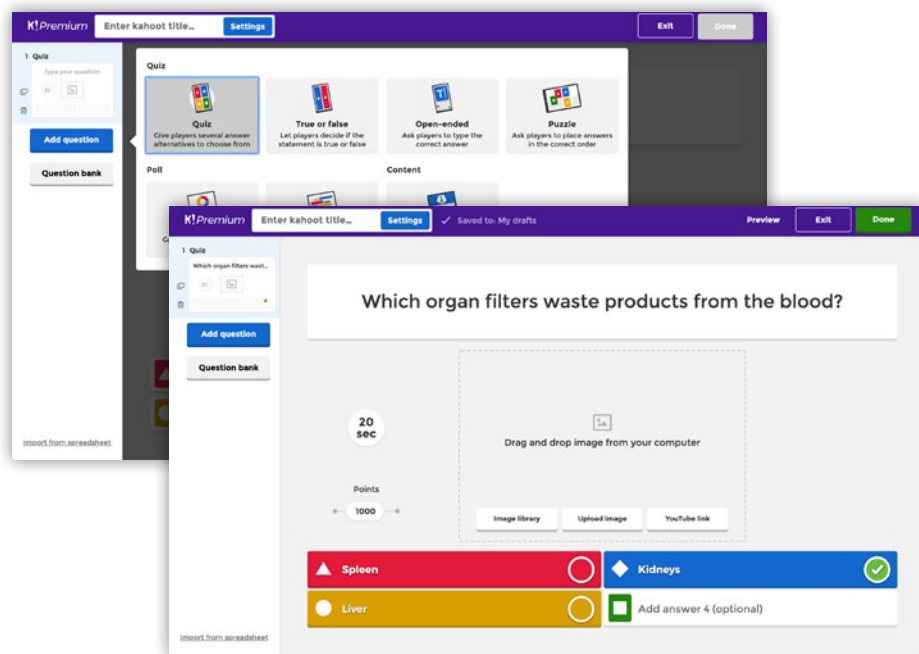 K! Premium
Enter kahoot title...
Settings
Exit
Done
1 Quiz
Type your question
Add question
Question bank
Import from spreadsheet
Quiz
Quiz
Give players several answer
alternatives to choose from
True or false
Let players decide if the
statement is true or false
Open-ended
Ask players to type the
correct answer
Puzzle
Ask players to place answers
in the correct order
Poll
Content
K! Premium
Enter kahoot title...
Settings
Saved to: My drafts
Preview
Exit
Done
1 Quiz
Which organ filters wast...
Add question
Question bank
Import from spreadsheet
Which organ filters waste products from the blood?
20
sec
Points
1000
Drag and drop image from your computer
Image library
Upload image
YouTube link
Spleen
Kidneys
Liver
Add answer 4 (optional)